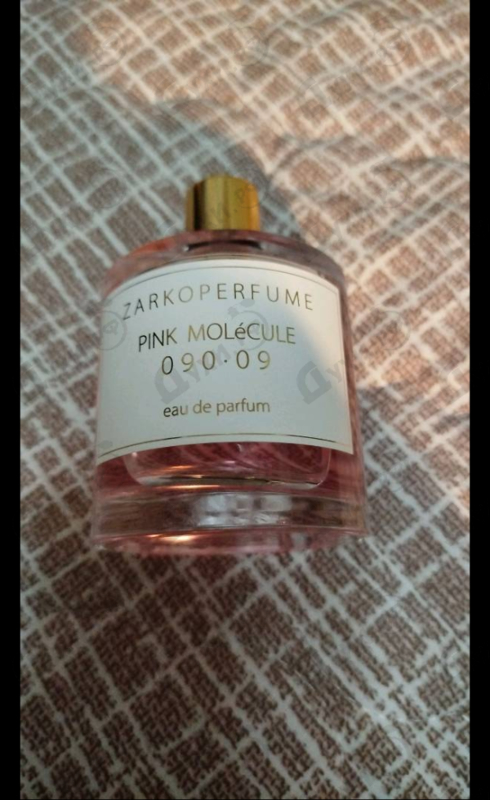 ZARKOPERFUME
PINK MOLéCULE
090·09
eau de parfum